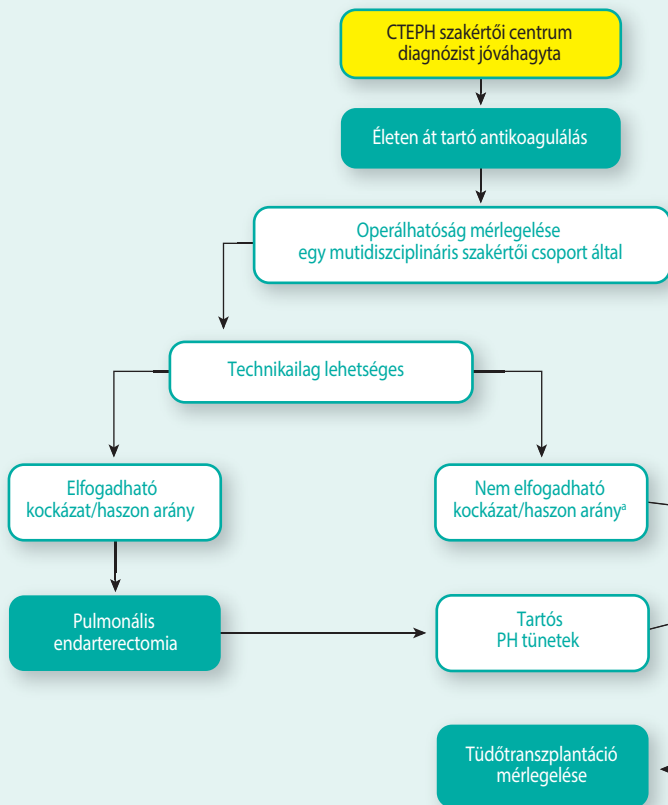 CTEPH szakértői centrum
diagnózist jóváhagyta
Életen át tartó antikoagulálás
Operálhatóság mérlegelése
egy mutidiszciplináris szakértői csoport által
Technikailag lehetséges
Elfogadható
kockázat/haszon arány
Nem elfogadható
kockázat/haszon arányᵃ
Pulmonális
endarterectomia
Tartós
PH tünetek
Tüdőtranszplantáció
mérlegelése